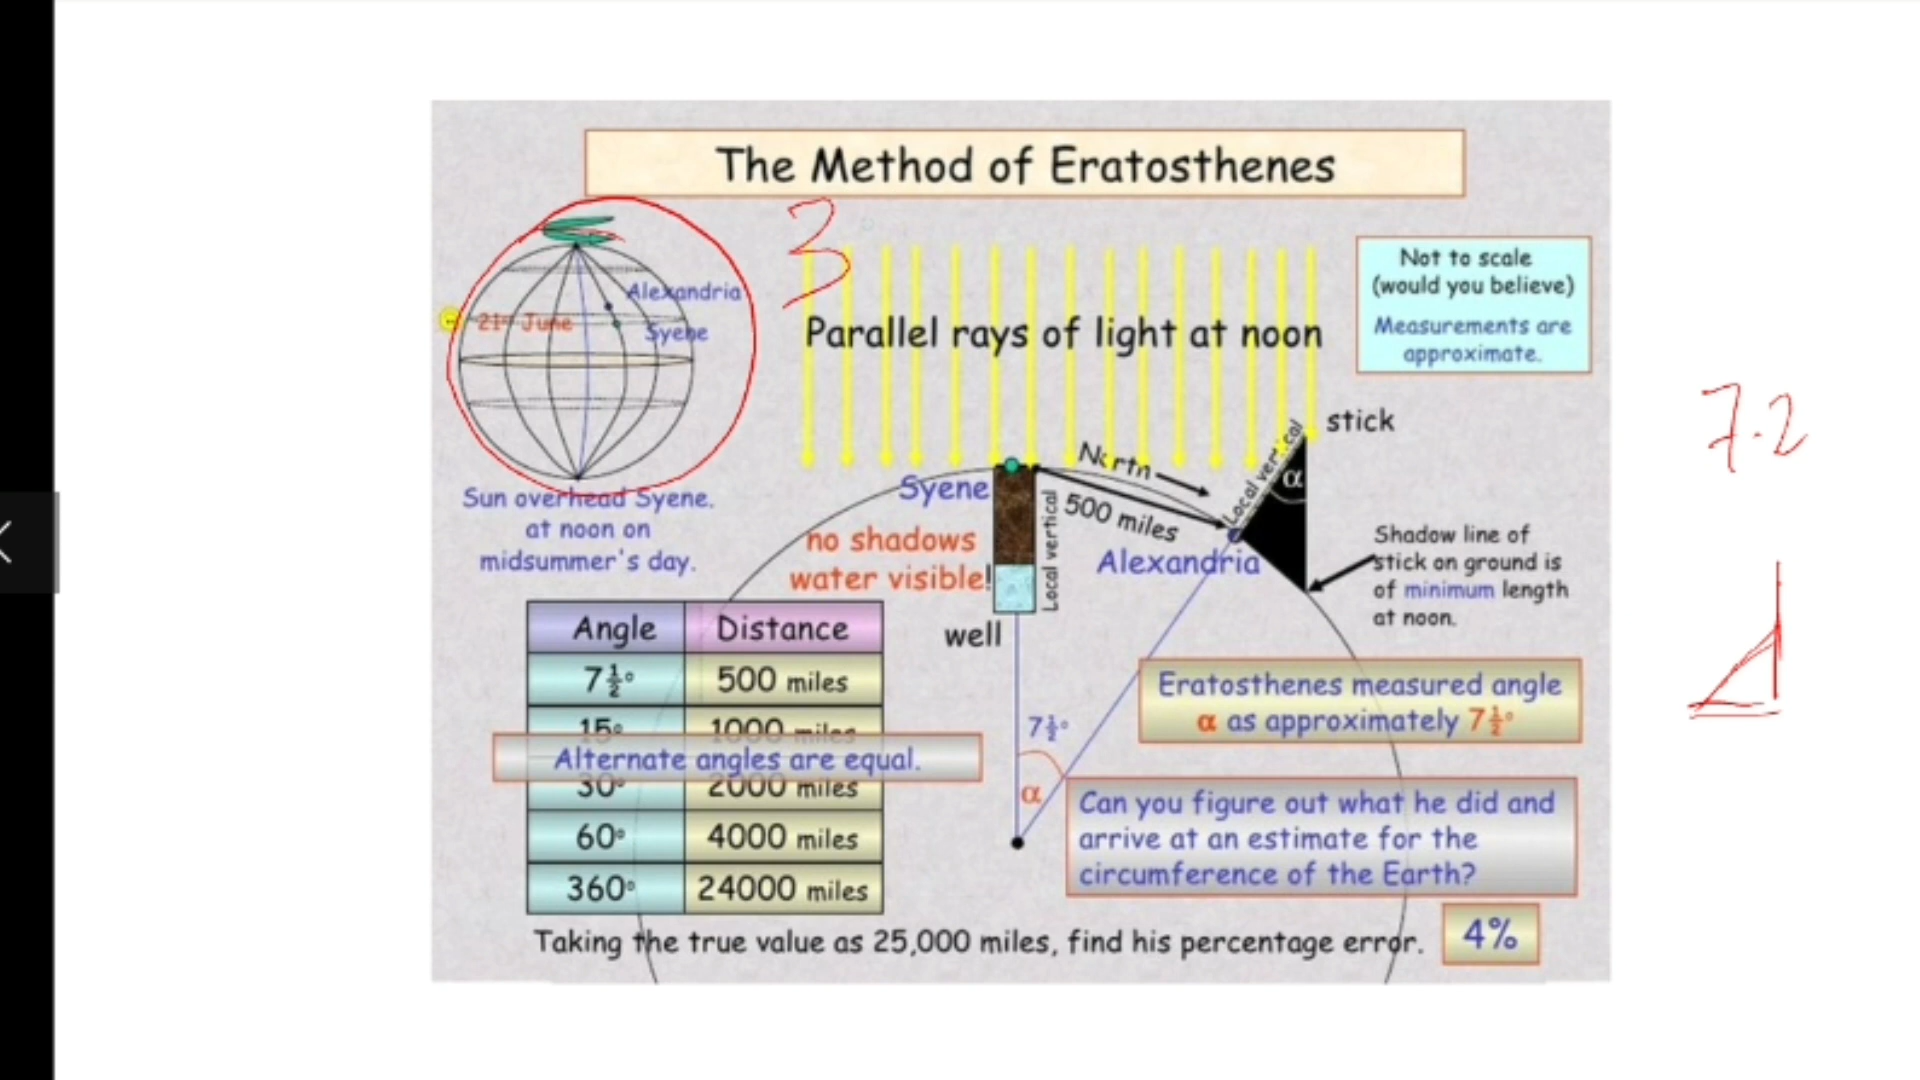 The Method of Eratosthenes
3
Alexandria
21st June
Syene
Sun overhead Syene.
at noon on
midsummer's day.
Parallel rays of light at noon
Not to scale
(would you believe)
Measurements are
approximate.
7.2
stick
North
Local vertical
α
Syene
500 miles
Local vertical
Alexandria
no shadows
water visible!
well
Shadow line of
stick on ground is
of minimum length
at noon.
Angle Distance
7½° 500 miles
15° 1000 miles
Alternate angles are equal.
30° 2000 miles
60° 4000 miles
360° 24000 miles
7½°
α
Eratosthenes measured angle
α as approximately 7½°
Can you figure out what he did and
arrive at an estimate for the
circumference of the Earth?
Taking the true value as 25,000 miles, find his percentage error.
4%